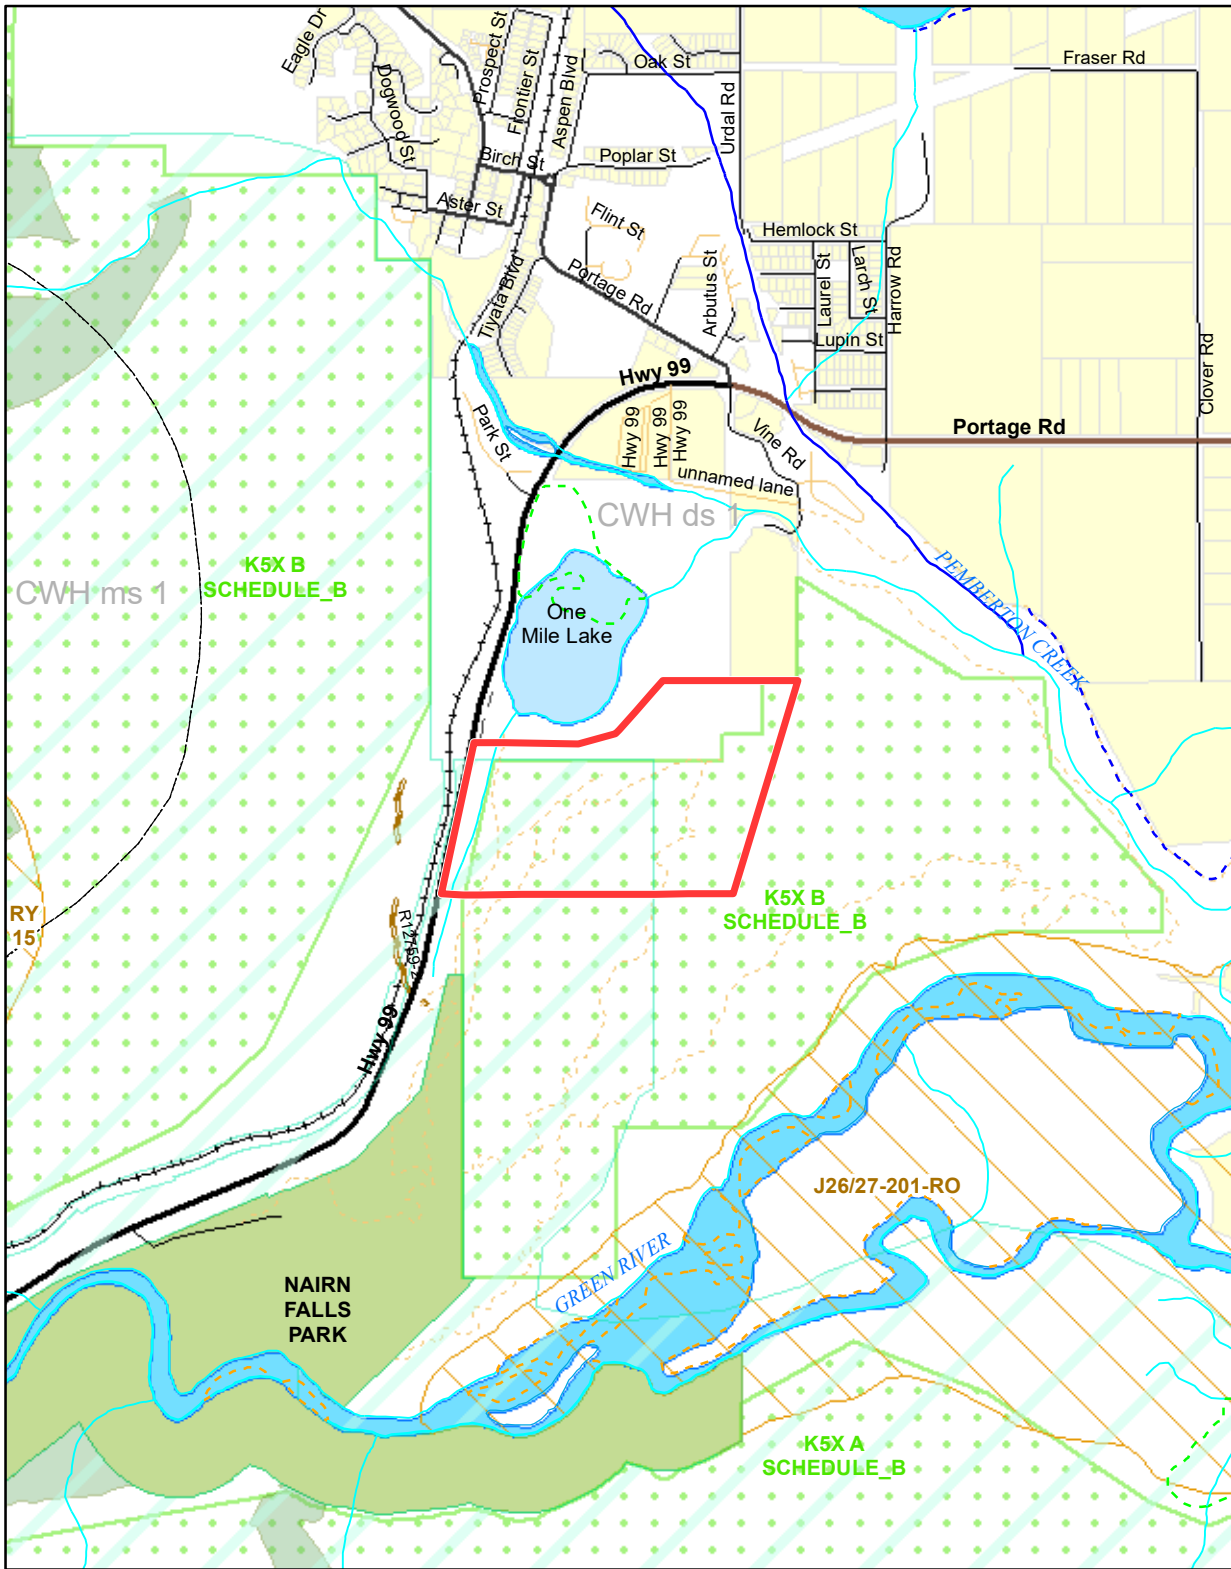 Eagle Dr
Dogwood St
Prospect St
Frontier St
Aspen Blvd
Oak St
Urdal Rd
Fraser Rd
Birch St
Poplar St
Aster St
Flint St
Hemlock St
Tiyata Blvd
Portage Rd
Arbutus St
Laurel St
Larch St
Harrow Rd
Lupin St
Clover Rd
Hwy 99
Park St
Hwy 99
Hwy 99
Hwy 99
Vine Rd
Portage Rd
unnamed lane
CWH ds 1
K5X B
SCHEDULE_B
CWH ms 1
PEMBERTON CREEK
One
Mile Lake
RY
15
K5X B
SCHEDULE_B
R12759-2
Hwy 99
J26/27-201-RO
GREEN RIVER
NAIRN
FALLS
PARK
K5X A
SCHEDULE_B